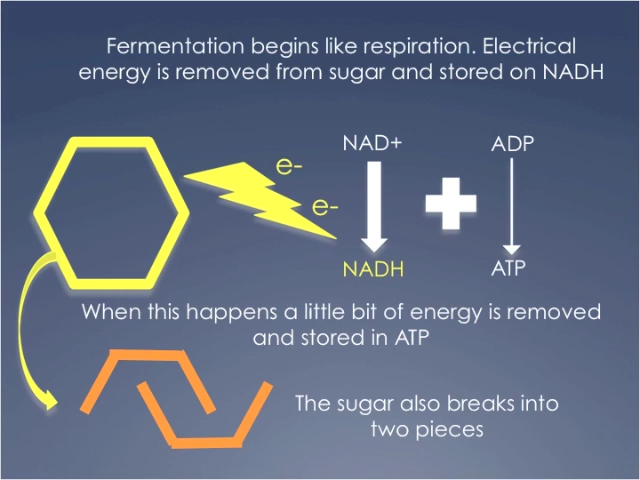 Fermentation begins like respiration. Electrical
energy is removed from sugar and stored on NADH
NAD+
ADP
e-
e-
NADH
ATP
When this happens a little bit of energy is removed
and stored in ATP
The sugar also breaks into
two pieces